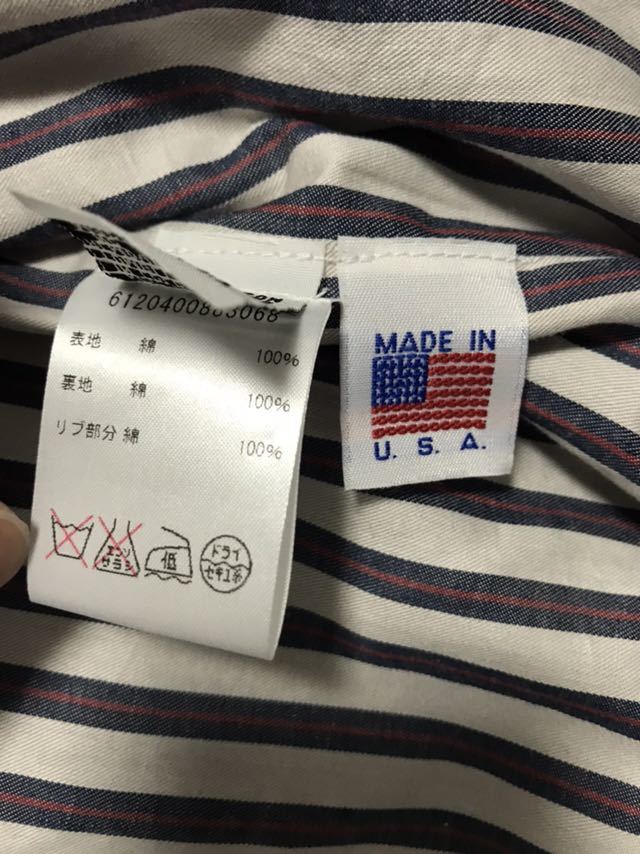 表地 綿 100%
裏地 綿 100%
リブ部分 綿 100%
エンソ
サラシ
低
ドライ
セキユ系
MADE IN
U. S. A.